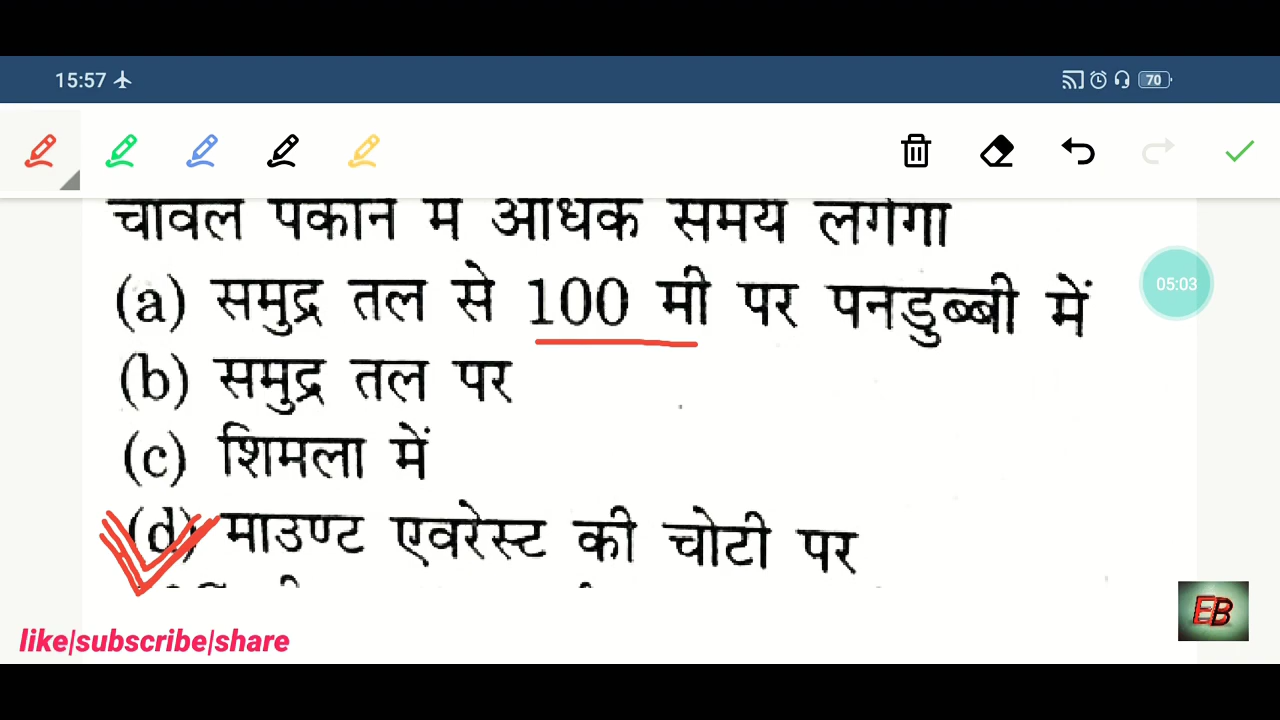 15:57
70
चावल पकाने में अधिक समय लगेगा
(a) समुद्र तल से 100 मी पर पनडुब्बी में
05:03
(b) समुद्र तल पर
(c) शिमला में
(d) माउण्ट एवरेस्ट की चोटी पर
EB
like|subscribe|share